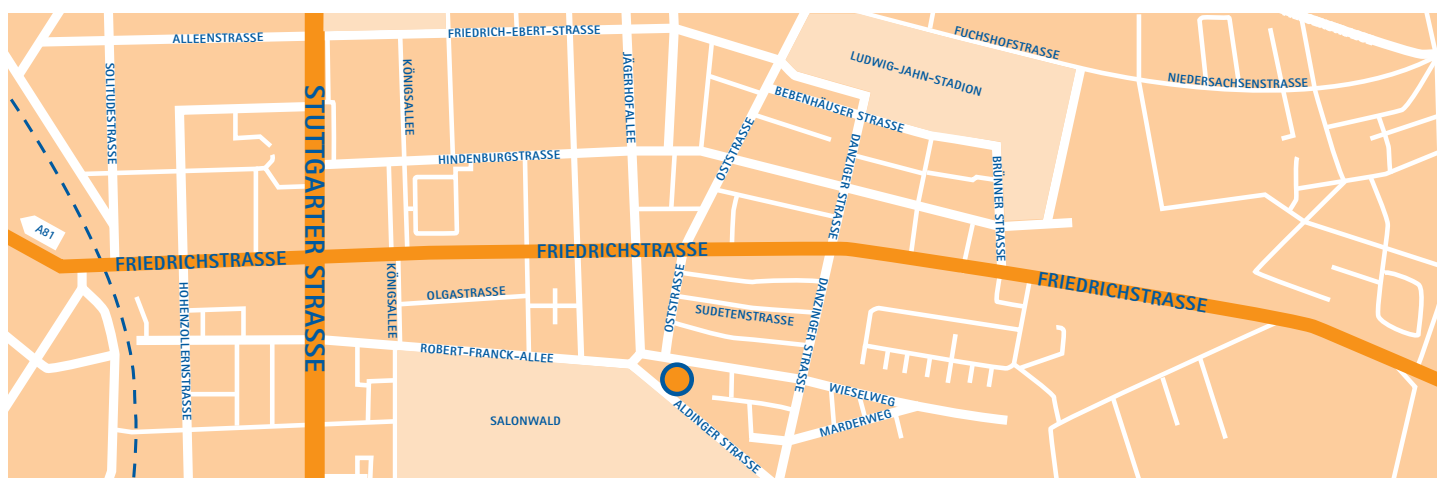 ALLEENSTRASSE
FRIEDRICH-EBERT-STRASSE
FUCHSHOFSTRASSE
SOLITUDESTRASSE
KÖNIGSALLEE
JÄGERHOFALLEE
LUDWIG-JAHN-STADION
NIEDERSACHSENSTRASSE
STUTTGARTER STRASSE
BEBENHÄUSER STRASSE
OSTSTRASSE
DANZIGER STRASSE
HINDENBURGSTRASSE
BRÜNNER STRASSE
A81
FRIEDRICHSTRASSE
FRIEDRICHSTRASSE
FRIEDRICHSTRASSE
HOHENZOLLERNSTRASSE
KÖNIGSALLEE
OLGASTRASSE
OSTSTRASSE
SUDETENSTRASSE
DANZINGER STRASSE
ROBERT-FRANCK-ALLEE
WIESELWEG
SALONWALD
ALDINGER STRASSE
MARDERWEG